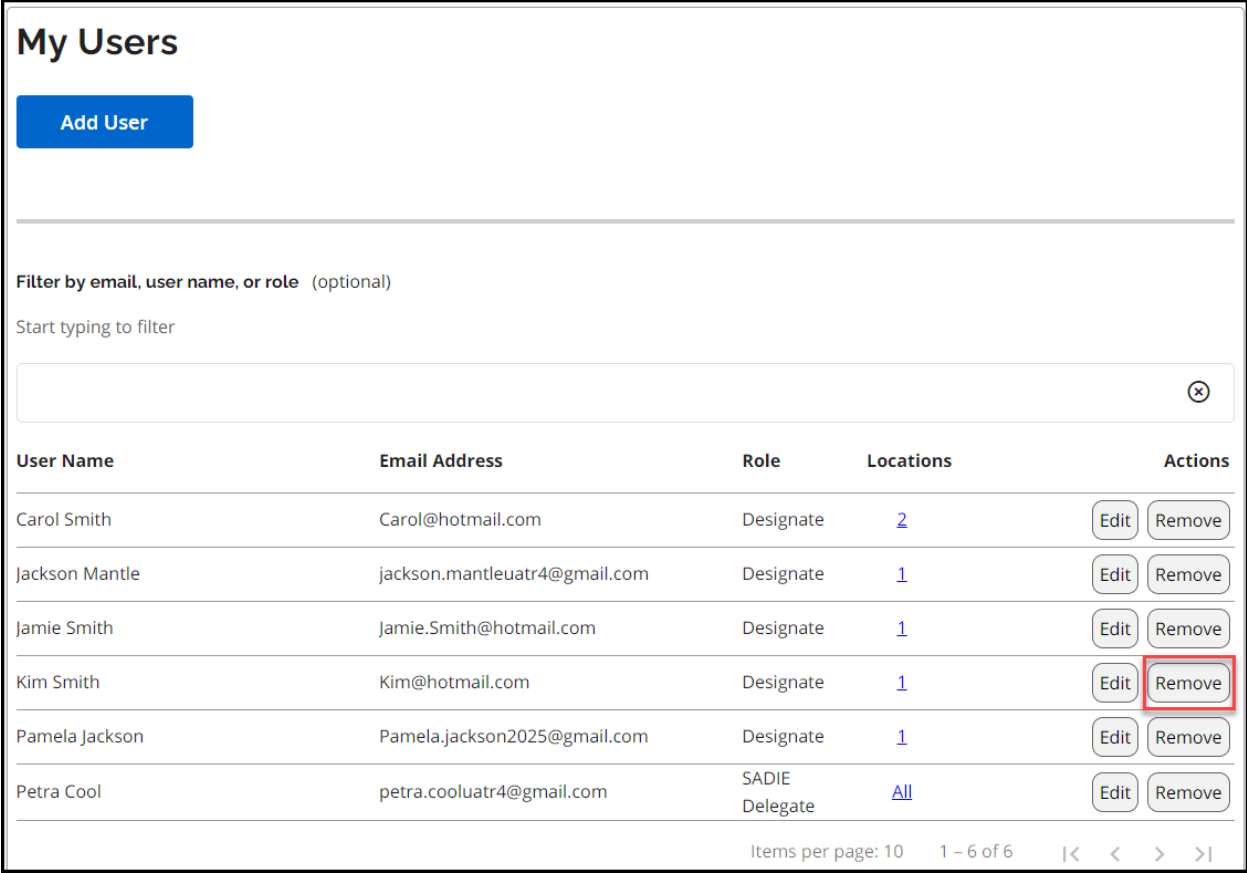 My Users
Add User
Filter by email, user name, or role (optional)
Start typing to filter
User Name Email Address Role Locations Actions
Carol Smith Carol@hotmail.com Designate 2 Edit Remove
Jackson Mantle jackson.mantleuatr4@gmail.com Designate 1 Edit Remove
Jamie Smith Jamie.Smith@hotmail.com Designate 1 Edit Remove
Kim Smith Kim@hotmail.com Designate 1 Edit Remove
Pamela Jackson Pamela.jackson2025@gmail.com Designate 1 Edit Remove
Petra Cool petra.cooluatr4@gmail.com SADIE Delegate All Edit Remove
Items per page: 10 1 – 6 of 6